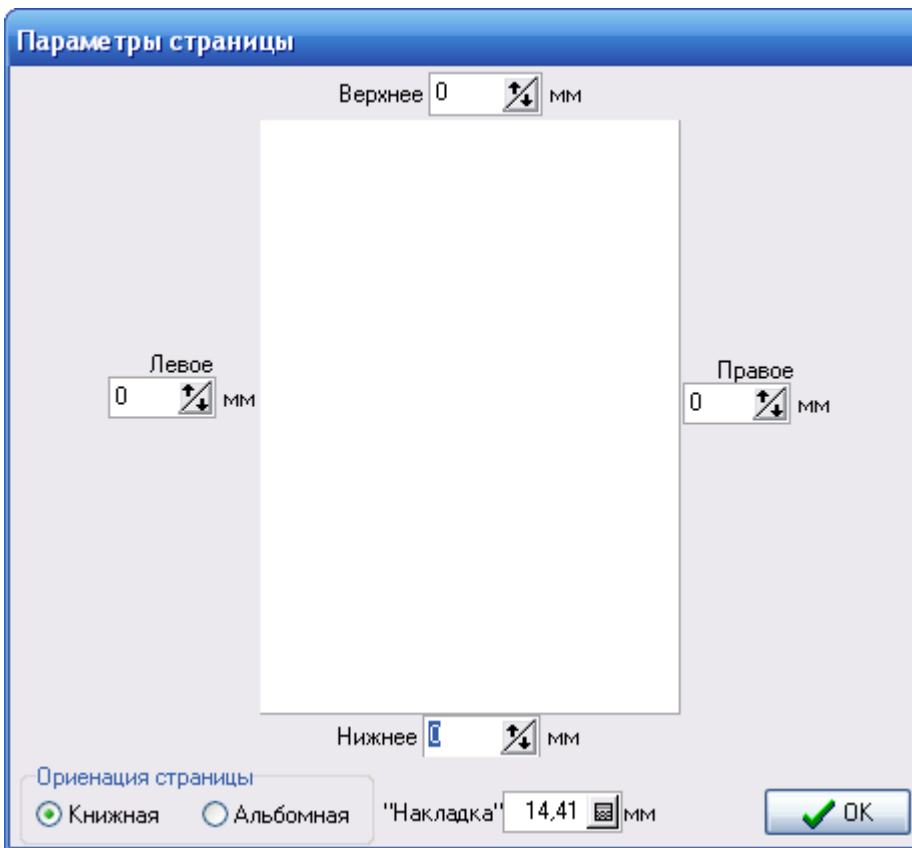 Параметры страницы
Верхнее 0 мм
Левое
0 мм
Правое
0 мм
Нижнее 0 мм
Ориенация страницы
Книжная Альбомная "Накладка" 14,41 мм OK